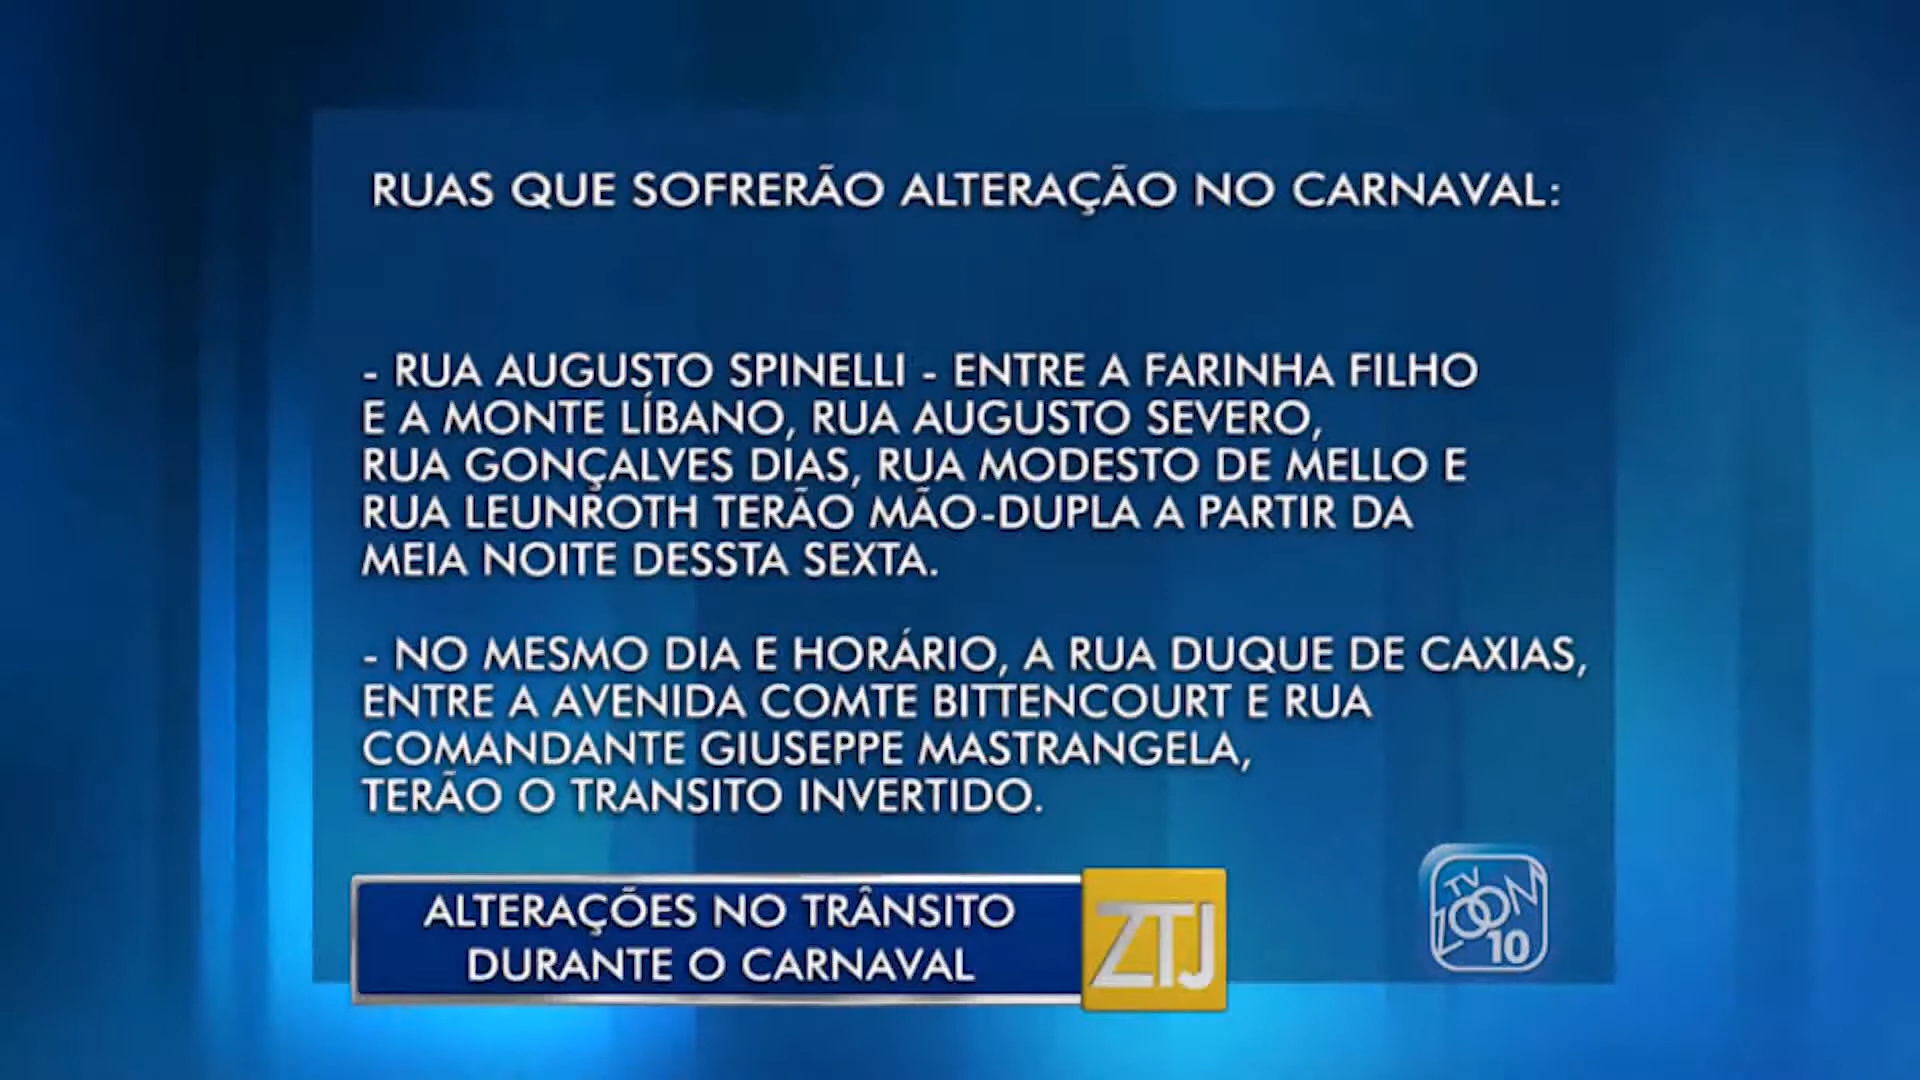 RUAS QUE SOFRERÃO ALTERAÇÃO NO CARNAVAL:
- RUA AUGUSTO SPINELLI - ENTRE A FARINHA FILHO
E A MONTE LÍBANO, RUA AUGUSTO SEVERO,
RUA GONÇALVES DIAS, RUA MODESTO DE MELLO E
RUA LEUNROTH TERÃO MÃO-DUPLA A PARTIR DA
MEIA NOITE DESSTA SEXTA.
- NO MESMO DIA E HORÁRIO, A RUA DUQUE DE CAXIAS,
ENTRE A AVENIDA COMTE BITTENCOURT E RUA
COMANDANTE GIUSEPPE MASTRANGELA,
TERÃO O TRANSITO INVERTIDO.
ALTERAÇÕES NO TRÂNSITO
DURANTE O CARNAVAL
ZTJ
TV
ZOOM
10